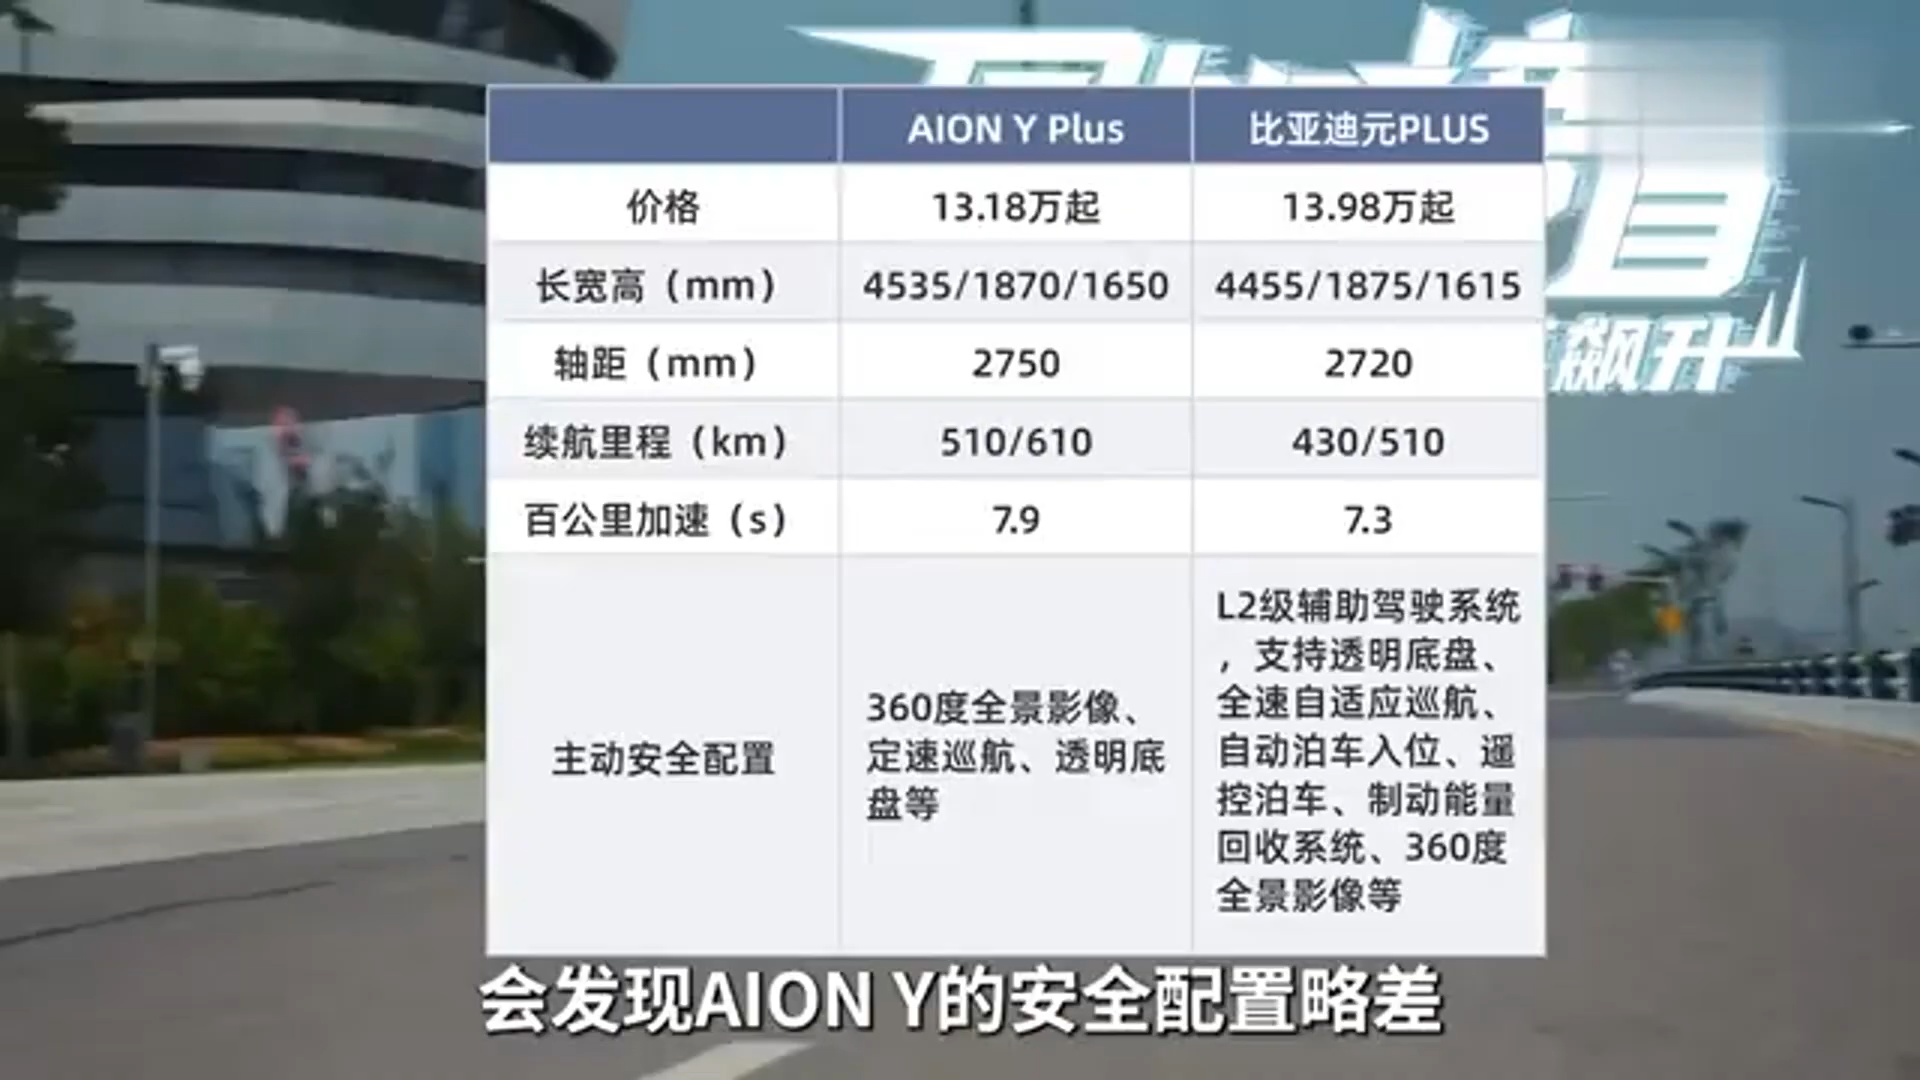 AION Y Plus 比亚迪元PLUS
价格 13.18万起 13.98万起
长宽高（mm） 4535/1870/1650 4455/1875/1615
轴距（mm） 2750 2720
续航里程（km） 510/610 430/510
百公里加速（s） 7.9 7.3
主动安全配置
360度全景影像、
定速巡航、透明底
盘等
L2级辅助驾驶系统
，支持透明底盘、
全速自适应巡航、
自动泊车入位、遥
控泊车、制动能量
回收系统、360度
全景影像等
飙升
会发现AION Y的安全配置略差